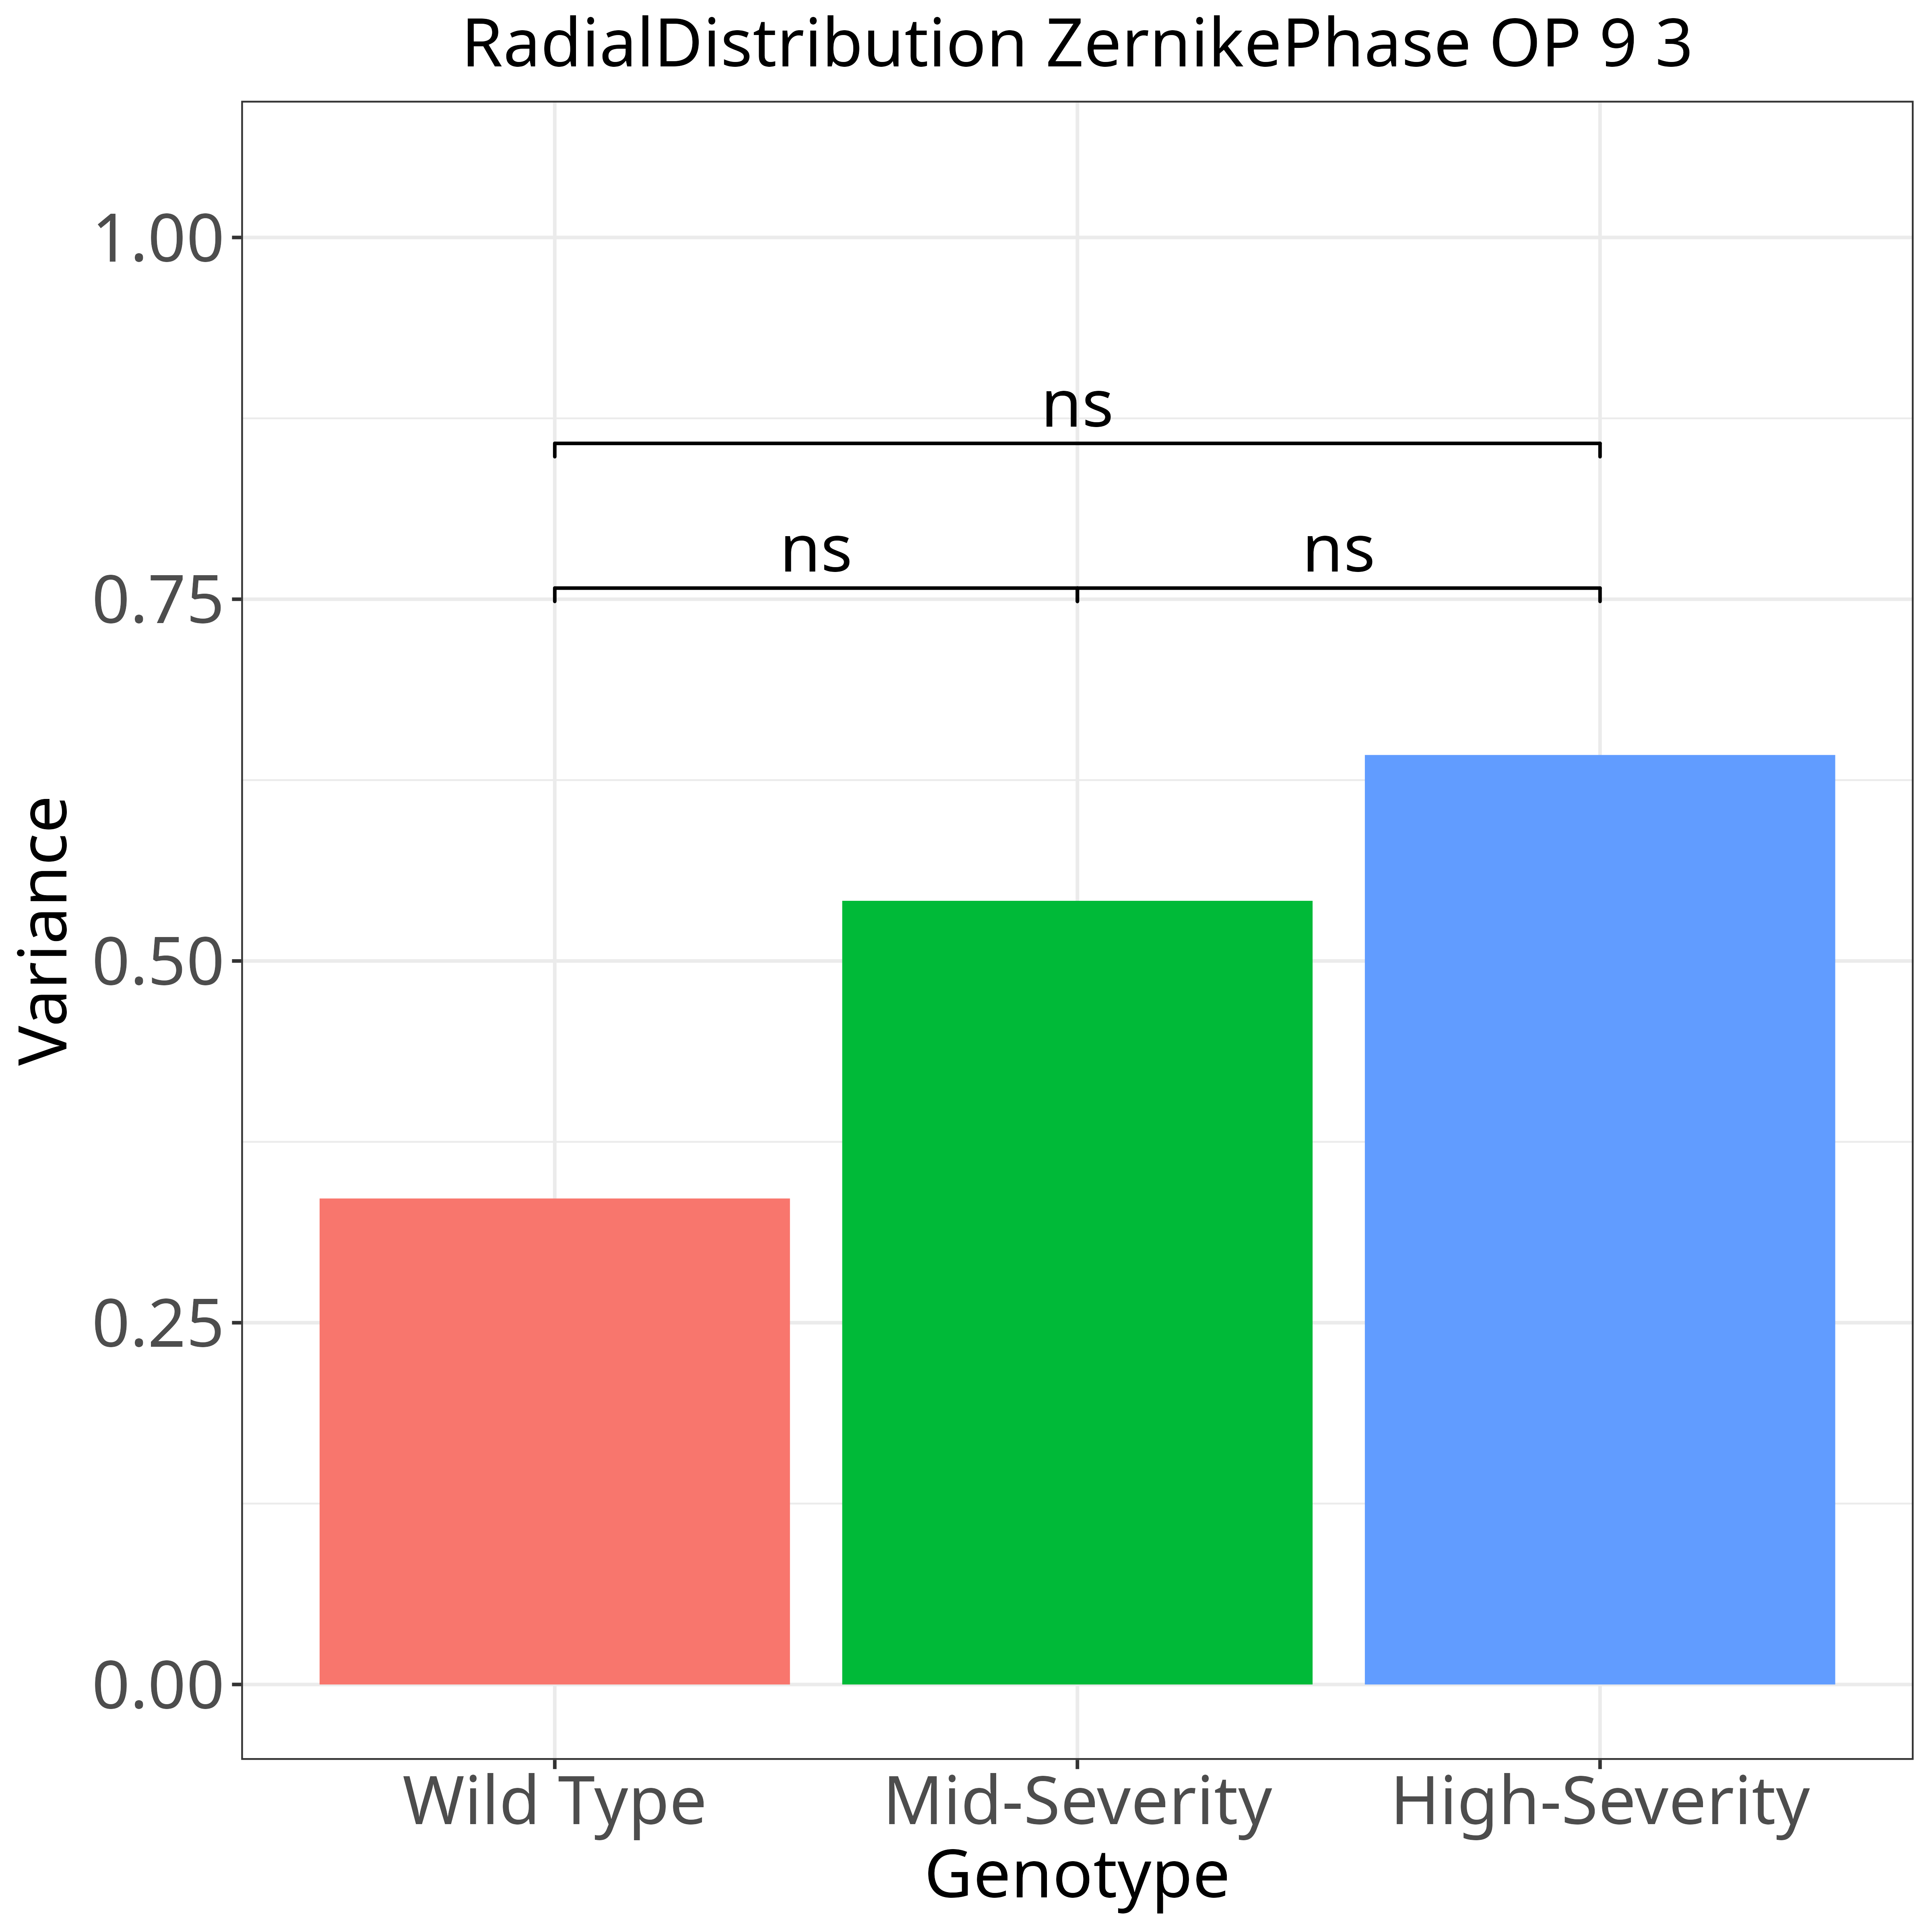 RadialDistribution ZernikePhase OP 9 3
1.00
0.75
0.50
0.25
0.00
Variance
ns
ns ns
Wild Type Mid-Severity High-Severity
Genotype